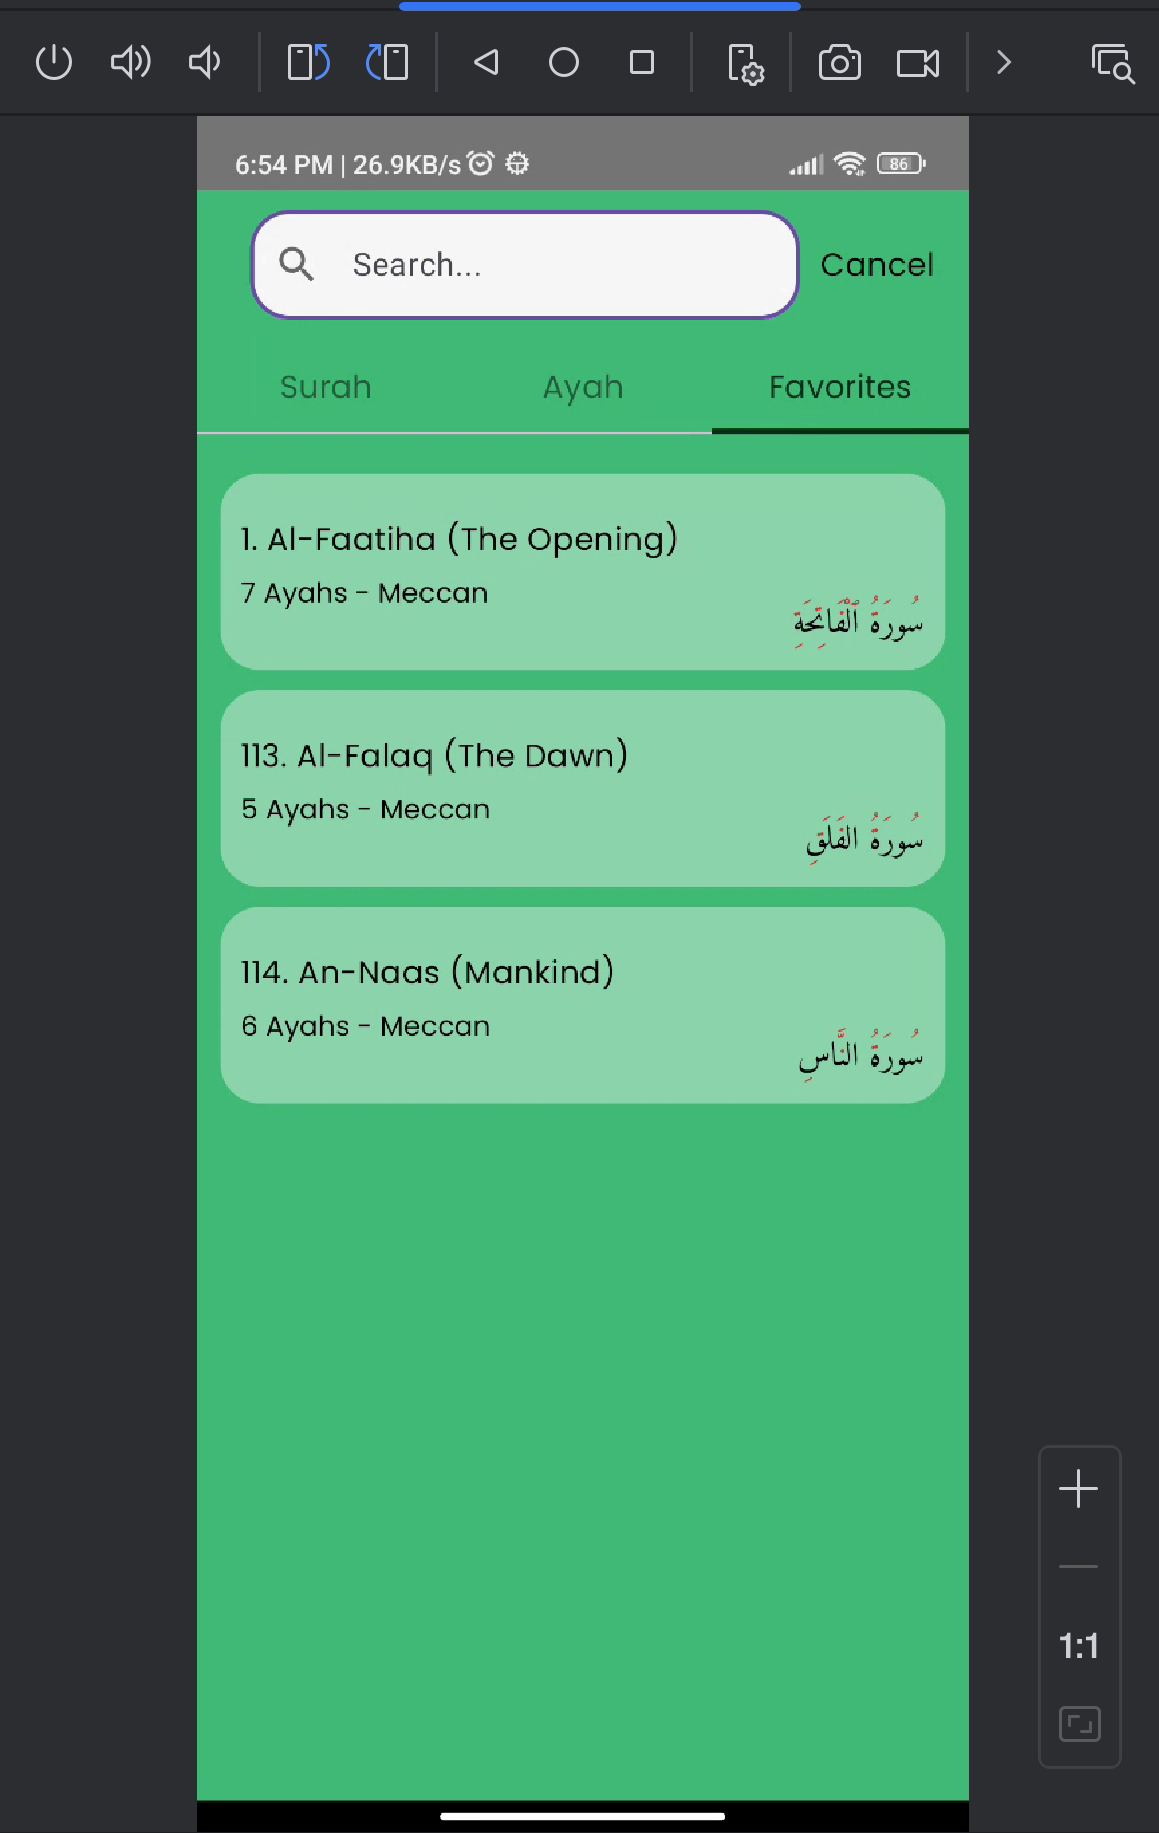 6:54 PM | 26.9KB/s
86
Search...
Cancel
Surah
Ayah
Favorites
1. Al-Faatiha (The Opening)
7 Ayahs - Meccan
سُورَةُ ٱلْفَاتِحَةِ
113. Al-Falaq (The Dawn)
5 Ayahs - Meccan
سُورَةُ الفَلَقِ
114. An-Naas (Mankind)
6 Ayahs - Meccan
سُورَةُ النَّاسِ
1:1